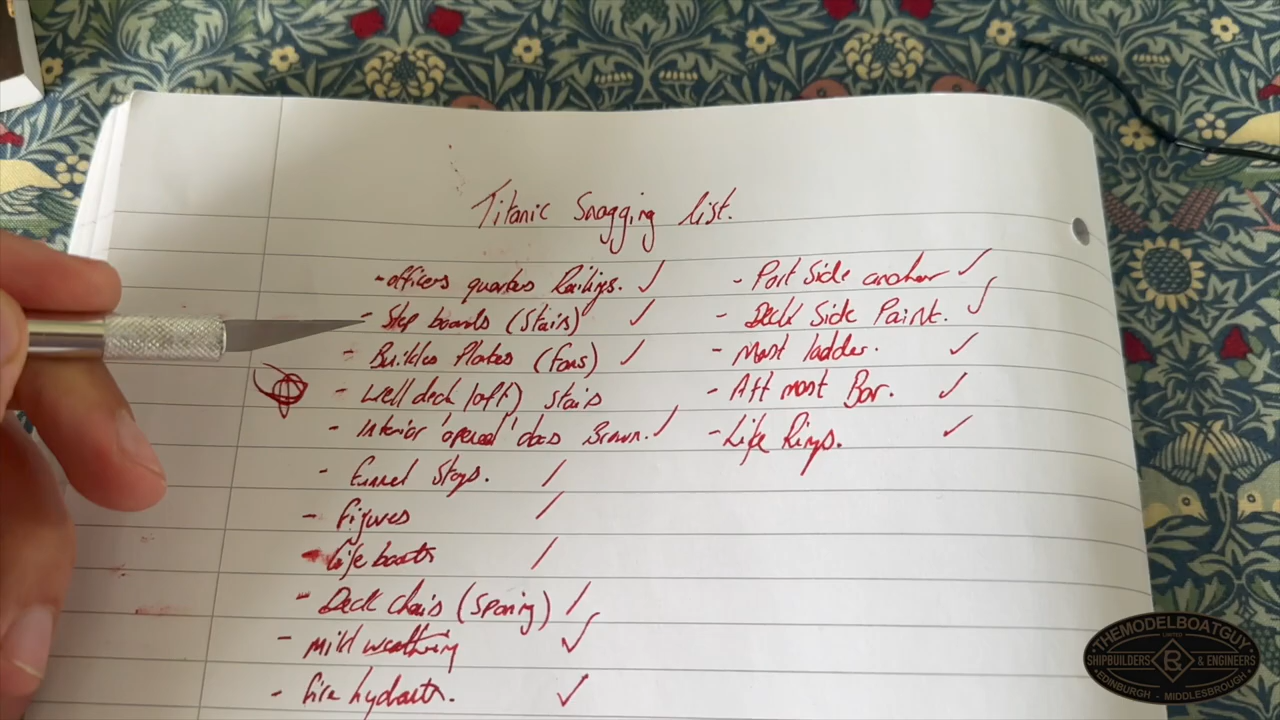 Titanic Snagging list.
- officers quarters Railings. ✓
- Step boards (Stairs) ✓
- Builders Plates (fans) ✓
- Well deck (aft) stairs
- Interior 'opened' doors Brown. ✓
- funnel Stays. /
- figures /
- life boats /
- Deck chairs (Sparing) /
- mild weathering ✓
- fire hydrants. ✓
- Port Side anchor ✓
- Deck Side Paint. ✓
- Mast ladder. ✓
- Aft mast Bar. ✓
- Life Rings. ✓
THEMODELBOATGUY
LIMITED
SHIPBUILDERS R & ENGINEERS
EDINBURGH - MIDDLESBROUGH